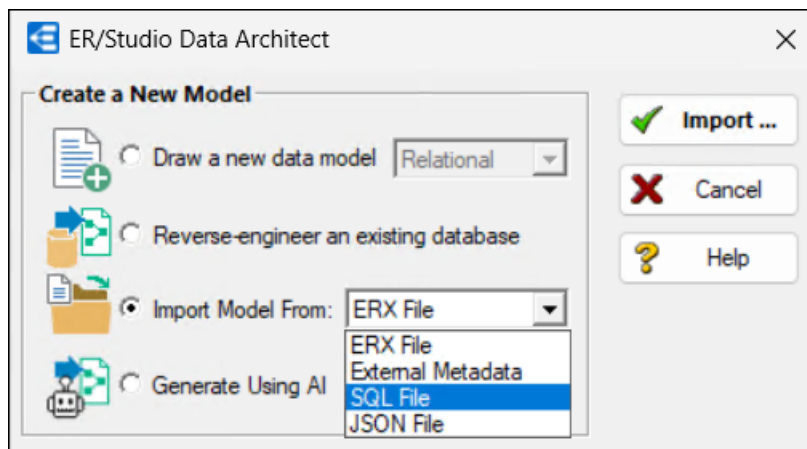 ER/Studio Data Architect
Create a New Model
Draw a new data model
Relational
Reverse-engineer an existing database
Import Model From:
ERX File
ERX File
External Metadata
SQL File
JSON File
Generate Using AI
Import ...
Cancel
Help